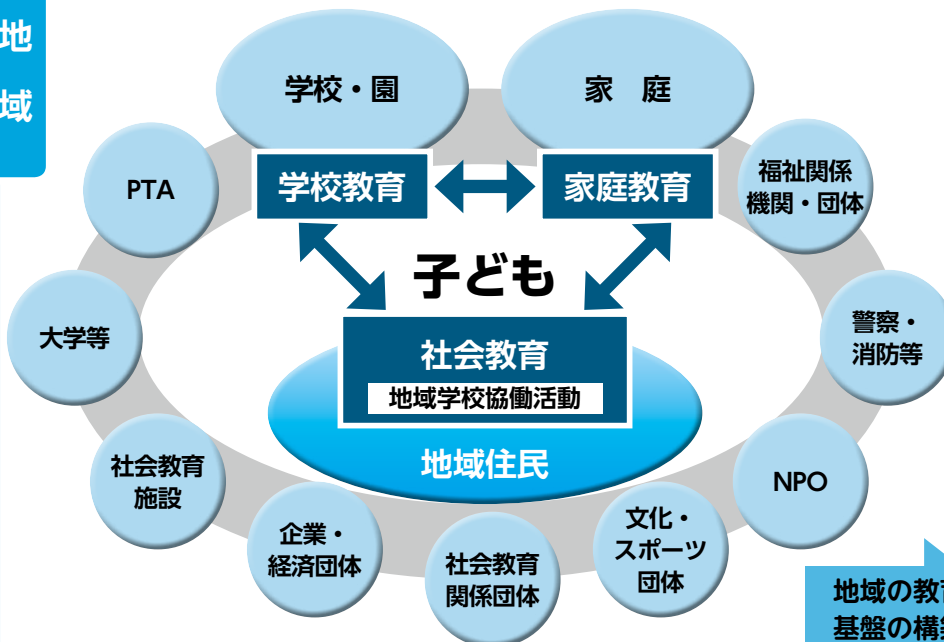 地域
学校・園
家　庭
PTA
学校教育
家庭教育
福祉関係
機関・団体
子ども
大学等
警察・
消防等
社会教育
地域学校協働活動
地域住民
社会教育
施設
NPO
企業・
経済団体
社会教育
関係団体
文化・
スポーツ
団体
地域の教育
基盤の構築